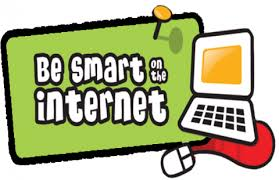 Be smart on the
internet